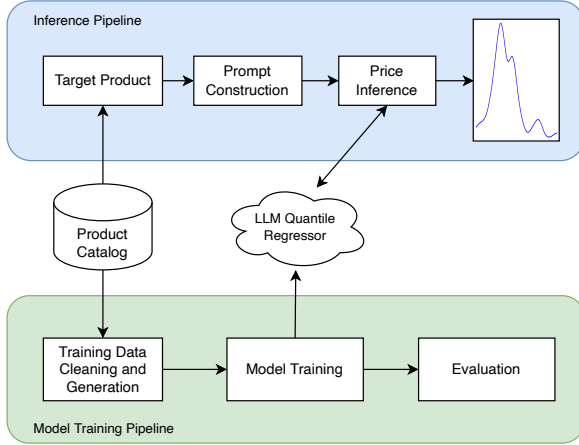 Inference Pipeline
Target Product
Prompt
Construction
Price
Inference
Product
Catalog
LLM Quantile
Regressor
Training Data
Cleaning and
Generation
Model Training
Evaluation
Model Training Pipeline